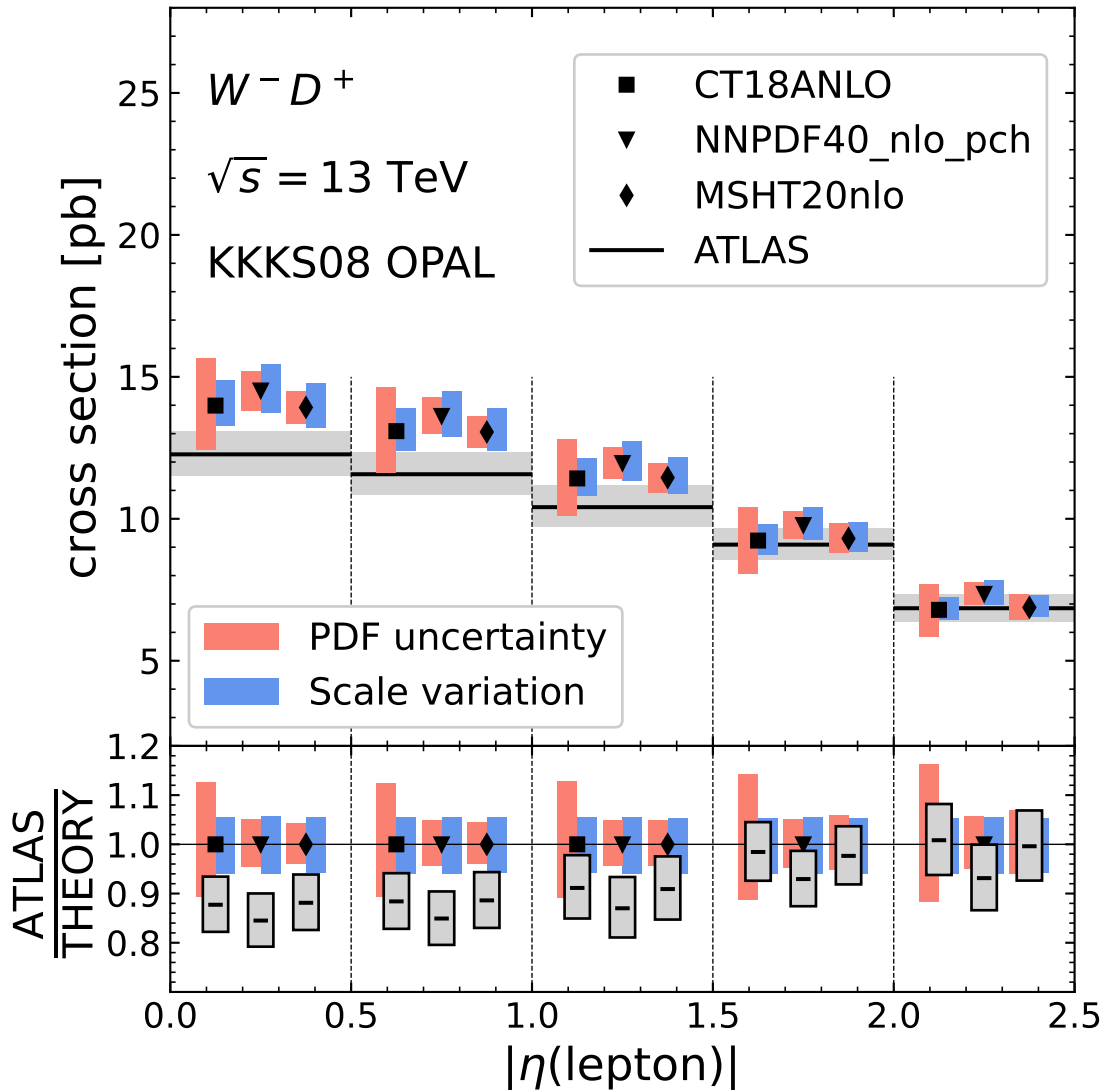 W⁻D⁺
√s = 13 TeV
KKKS08 OPAL
CT18ANLO
NNPDF40_nlo_pch
MSHT20nlo
ATLAS
cross section [pb]
25
20
15
10
5
PDF uncertainty
Scale variation
ATLAS
THEORY
1.2
1.1
1.0
0.9
0.8
0.0 0.5 1.0 1.5 2.0 2.5
|η(lepton)|